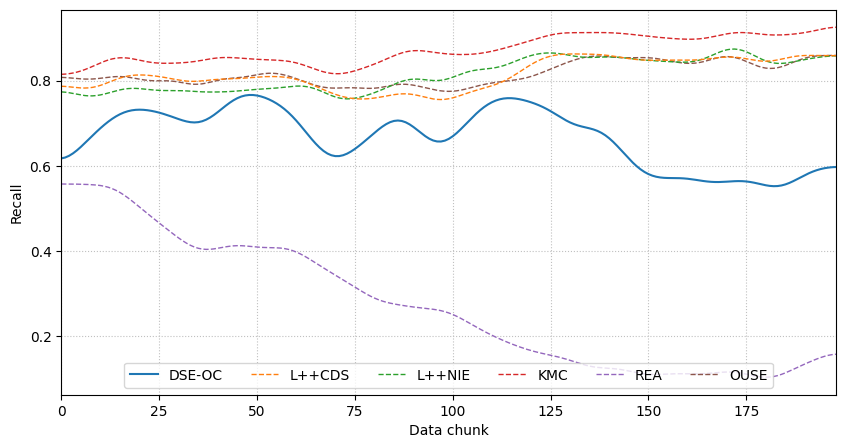 0.8
0.6
0.4
0.2
Recall
DSE-OC L++CDS L++NIE KMC REA OUSE
0 25 50 75 100 125 150 175
Data chunk